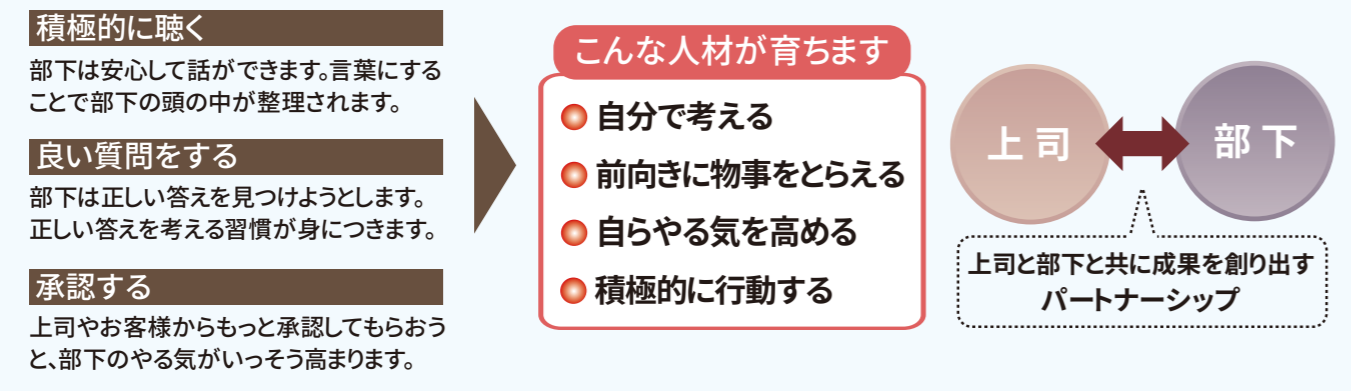 積極的に聴く
部下は安心して話ができます。言葉にする
ことで部下の頭の中が整理されます。
良い質問をする
部下は正しい答えを見つけようとします。
正しい答えを考える習慣が身につきます。
承認する
上司やお客様からもっと承認してもらおう
と、部下のやる気がいっそう高まります。
こんな人材が育ちます
自分で考える
前向きに物事をとらえる
自らやる気を高める
積極的に行動する
上司
部下
上司と部下と共に成果を創り出す
パートナーシップ